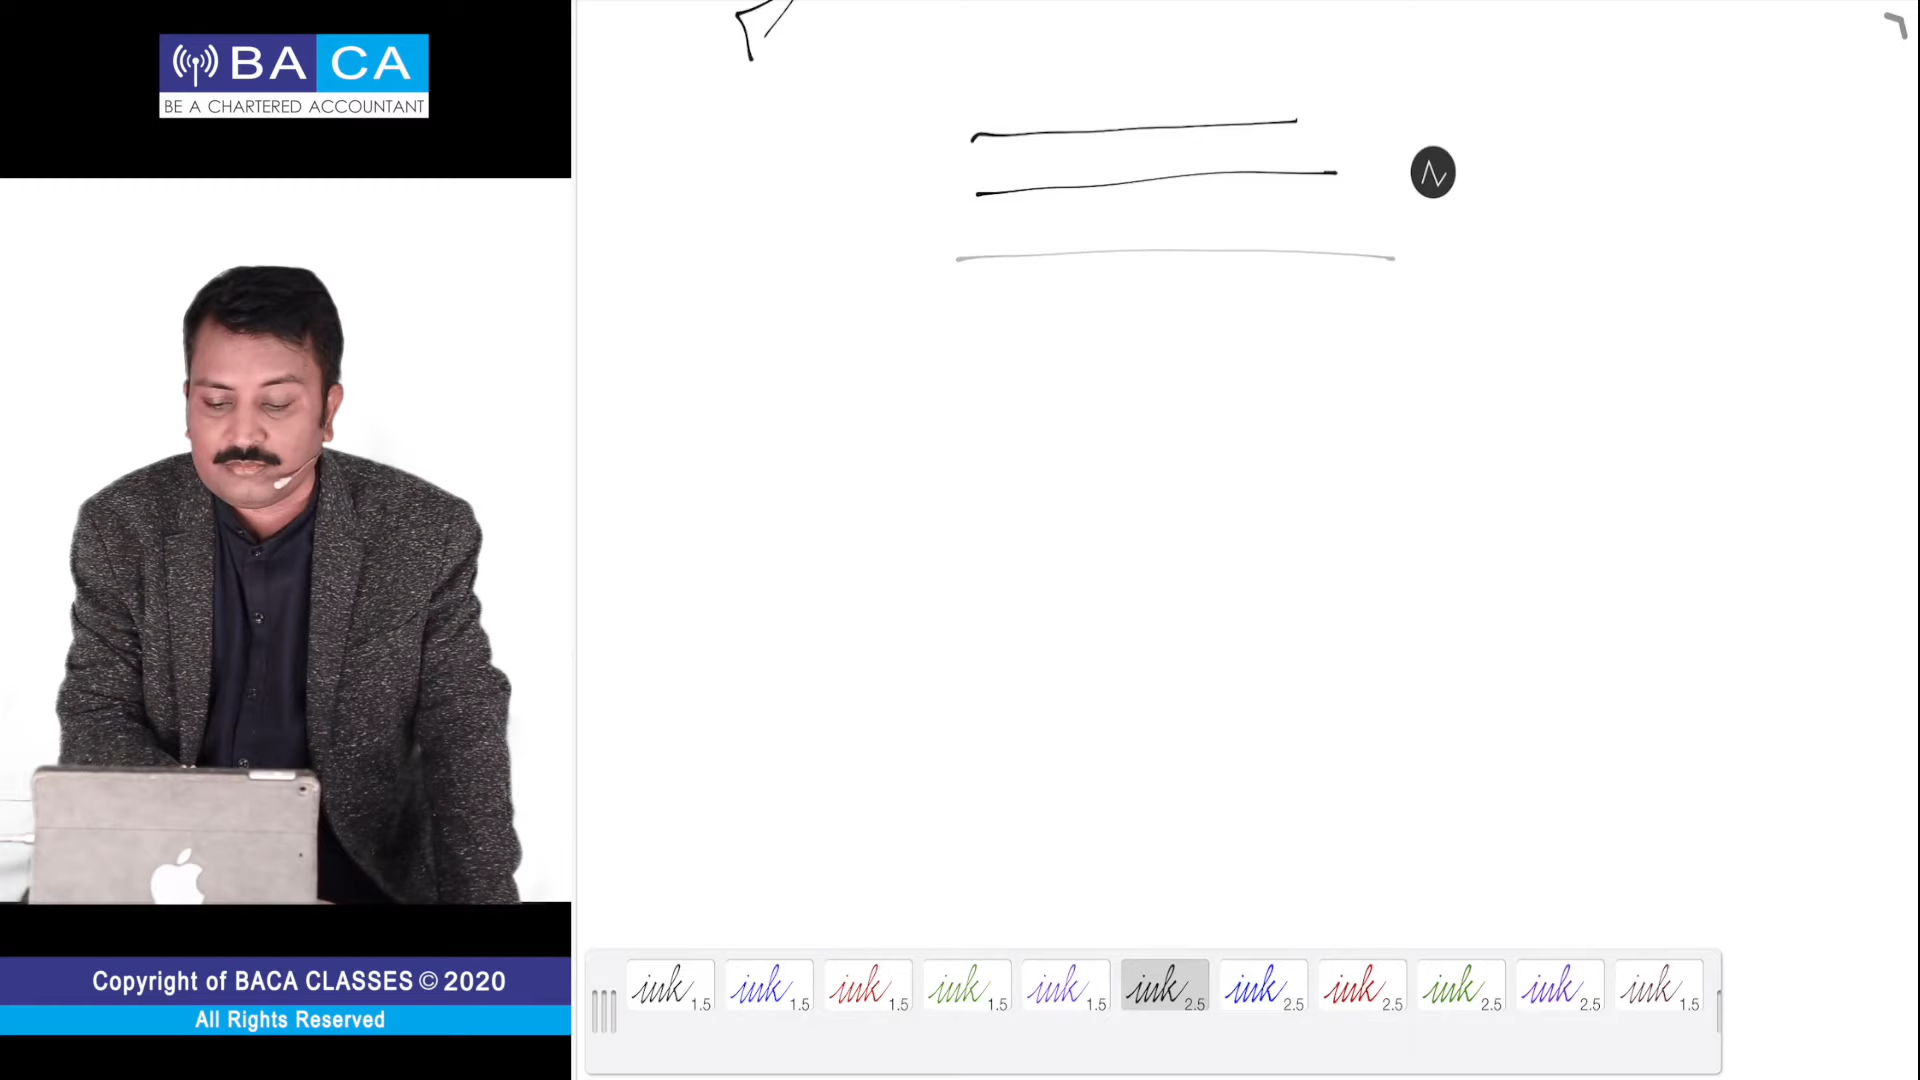 BA CA
BE A CHARTERED ACCOUNTANT
Copyright of BACA CLASSES © 2020
All Rights Reserved
ink 1.5 ink 1.5 ink 1.5 ink 1.5 ink 1.5 ink 2.5 ink 2.5 ink 2.5 ink 2.5 ink 2.5 ink 1.5